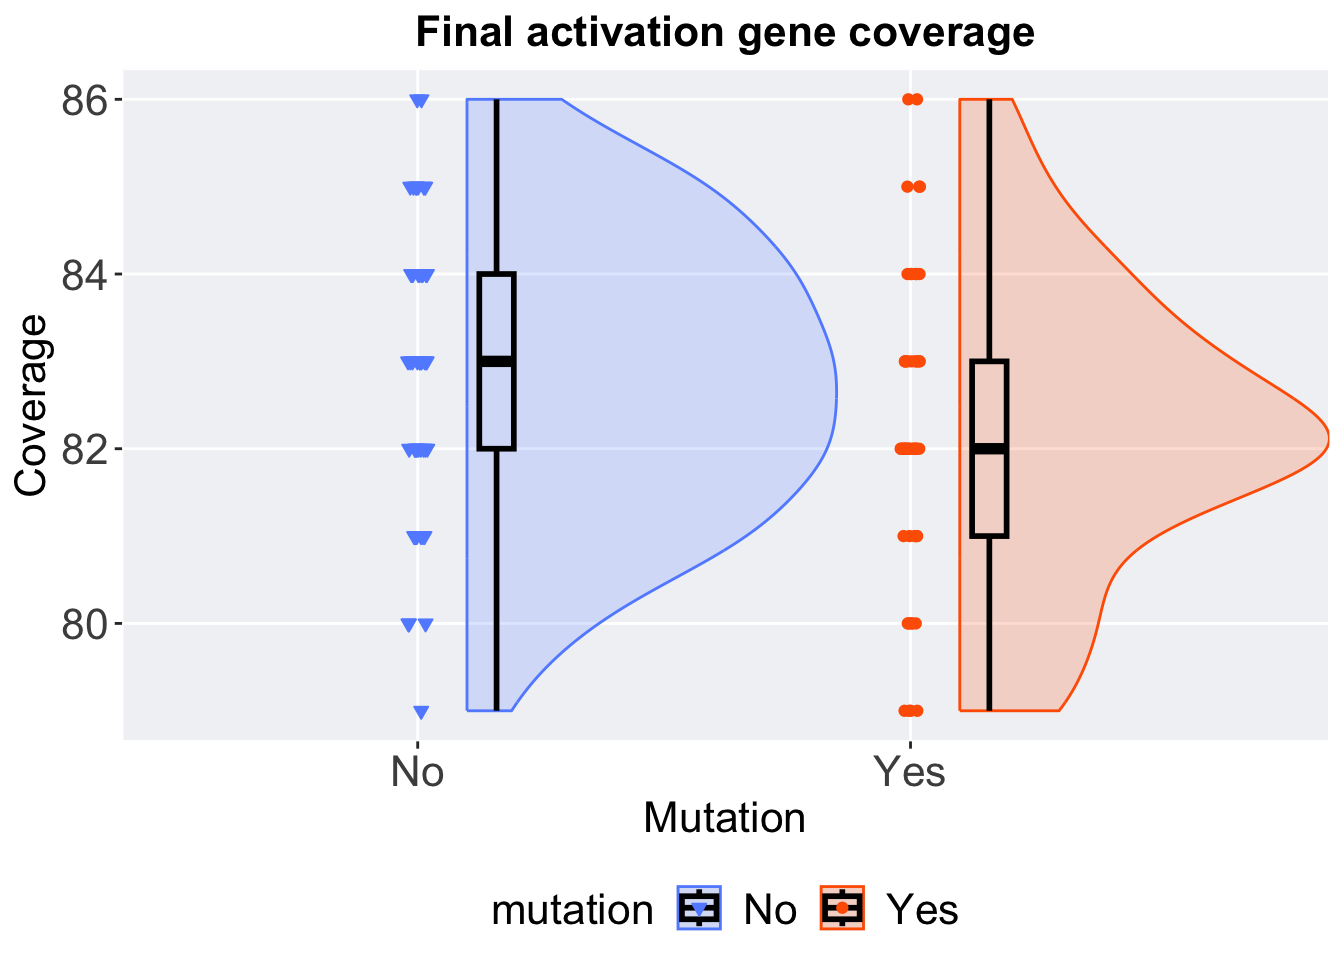 Final activation gene coverage
86
84
82
80
Coverage
No Yes
Mutation
mutation No Yes